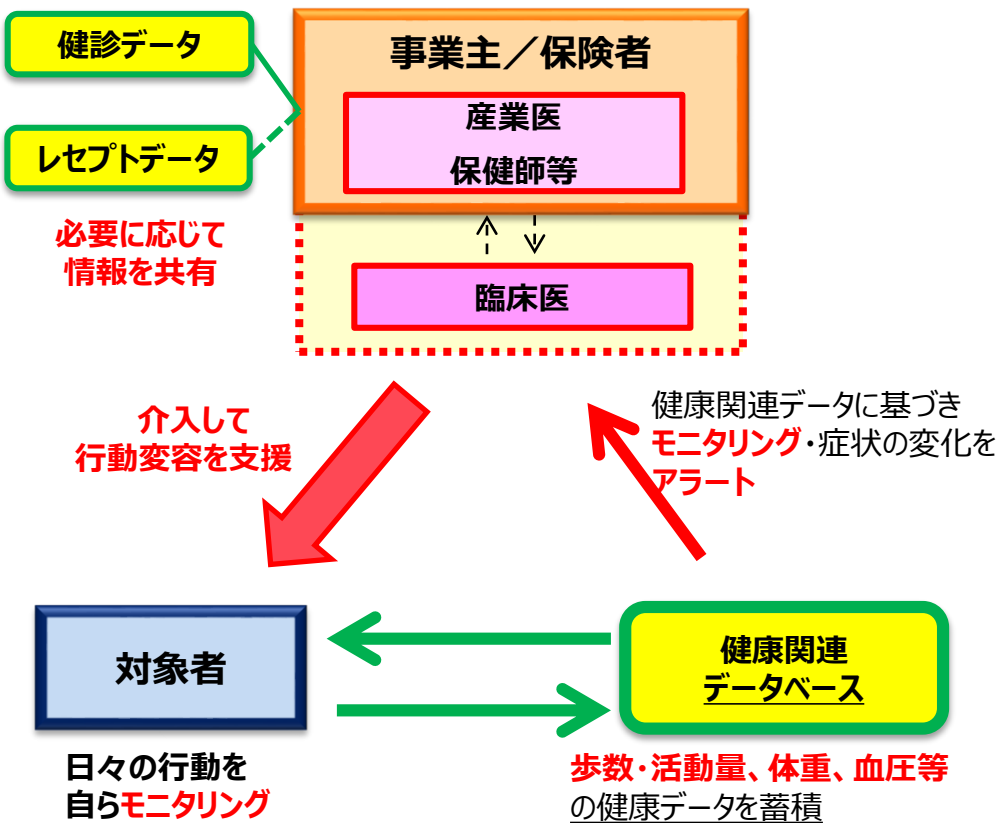 健診データ
レセプトデータ
必要に応じて
情報を共有
事業主／保険者
産業医
保健師等
臨床医
介入して
行動変容を支援
健康関連データに基づき
モニタリング・症状の変化を
アラート
対象者
日々の行動を
自らモニタリング
健康関連
データベース
歩数・活動量、体重、血圧等
の健康データを蓄積